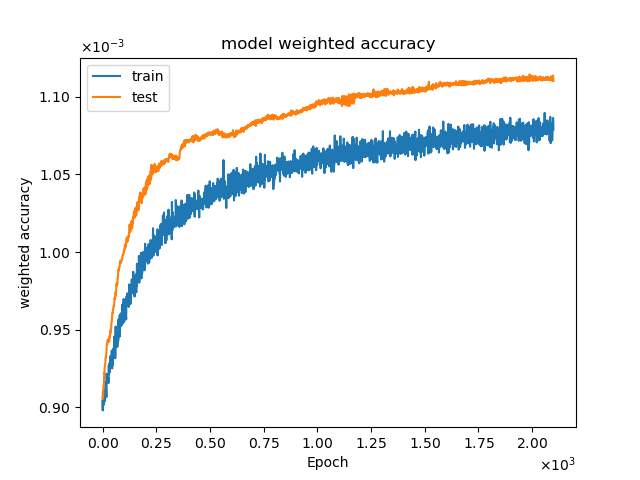 model weighted accuracy
×10⁻³
train
test
1.10
1.05
1.00
0.95
0.90
weighted accuracy
0.00 0.25 0.50 0.75 1.00 1.25 1.50 1.75 2.00
Epoch
×10³